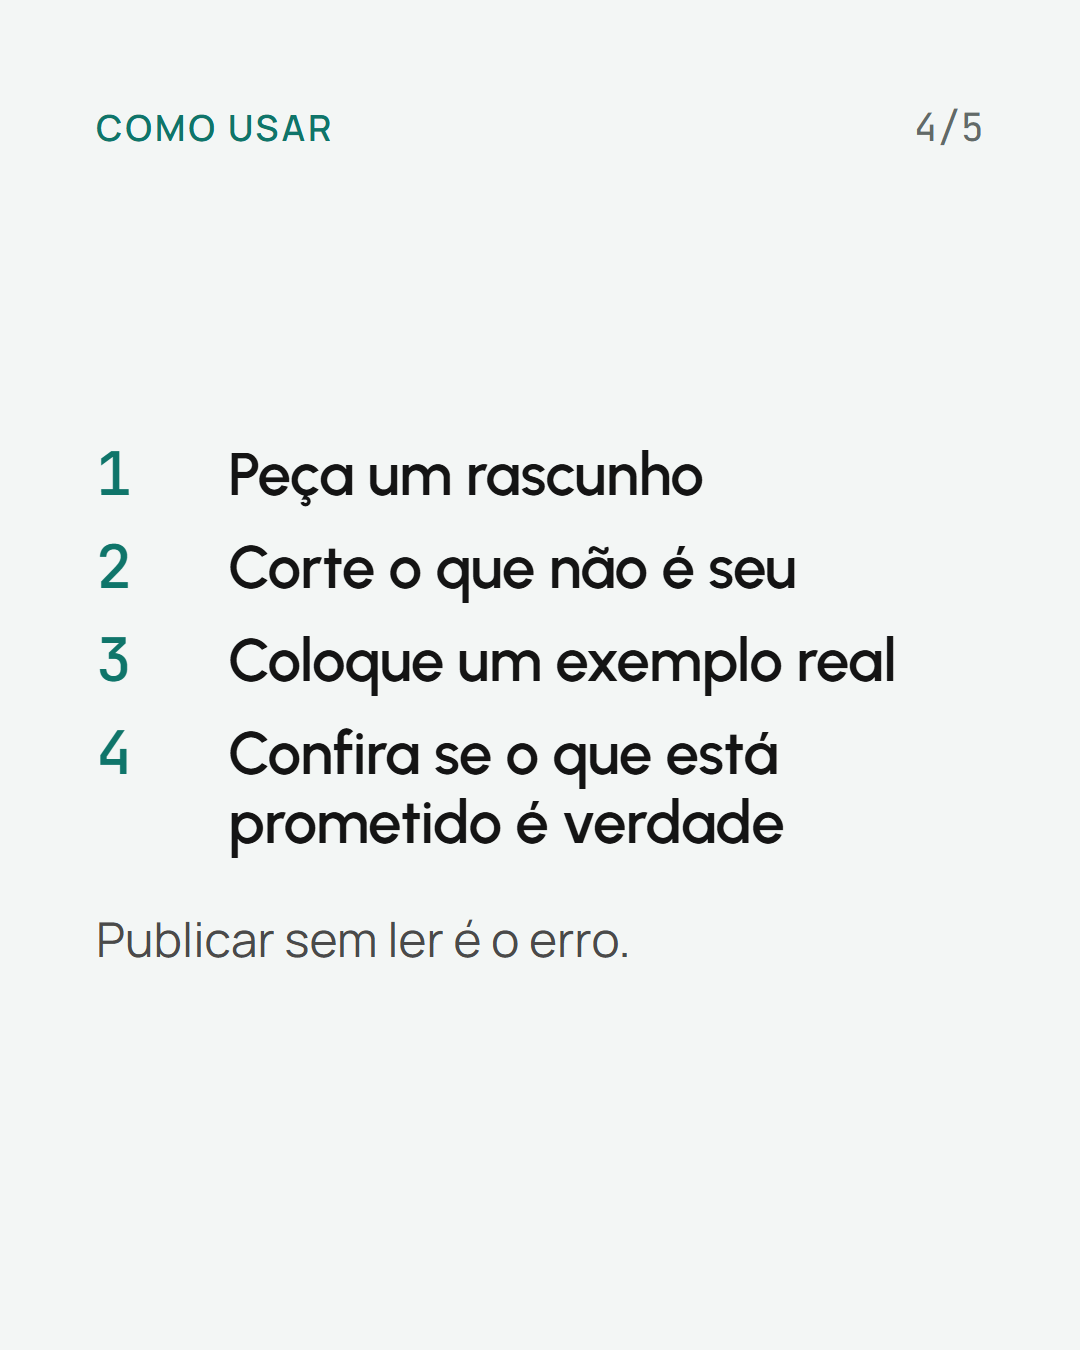 COMO USAR
4/5
1 Peça um rascunho
2 Corte o que não é seu
3 Coloque um exemplo real
4 Confira se o que está
prometido é verdade
Publicar sem ler é o erro.